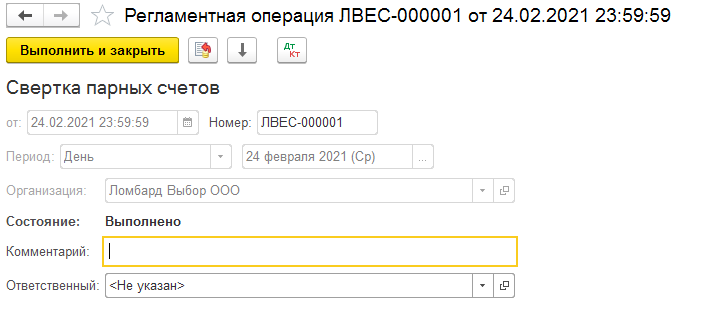 Регламентная операция ЛВЕС-000001 от 24.02.2021 23:59:59
Выполнить и закрыть Дт Кт
Свертка парных счетов
от: 24.02.2021 23:59:59 Номер: ЛВЕС-000001
Период: День 24 февраля 2021 (Ср) ...
Организация: Ломбард Выбор ООО
Состояние: Выполнено
Комментарий:
Ответственный: <Не указан>